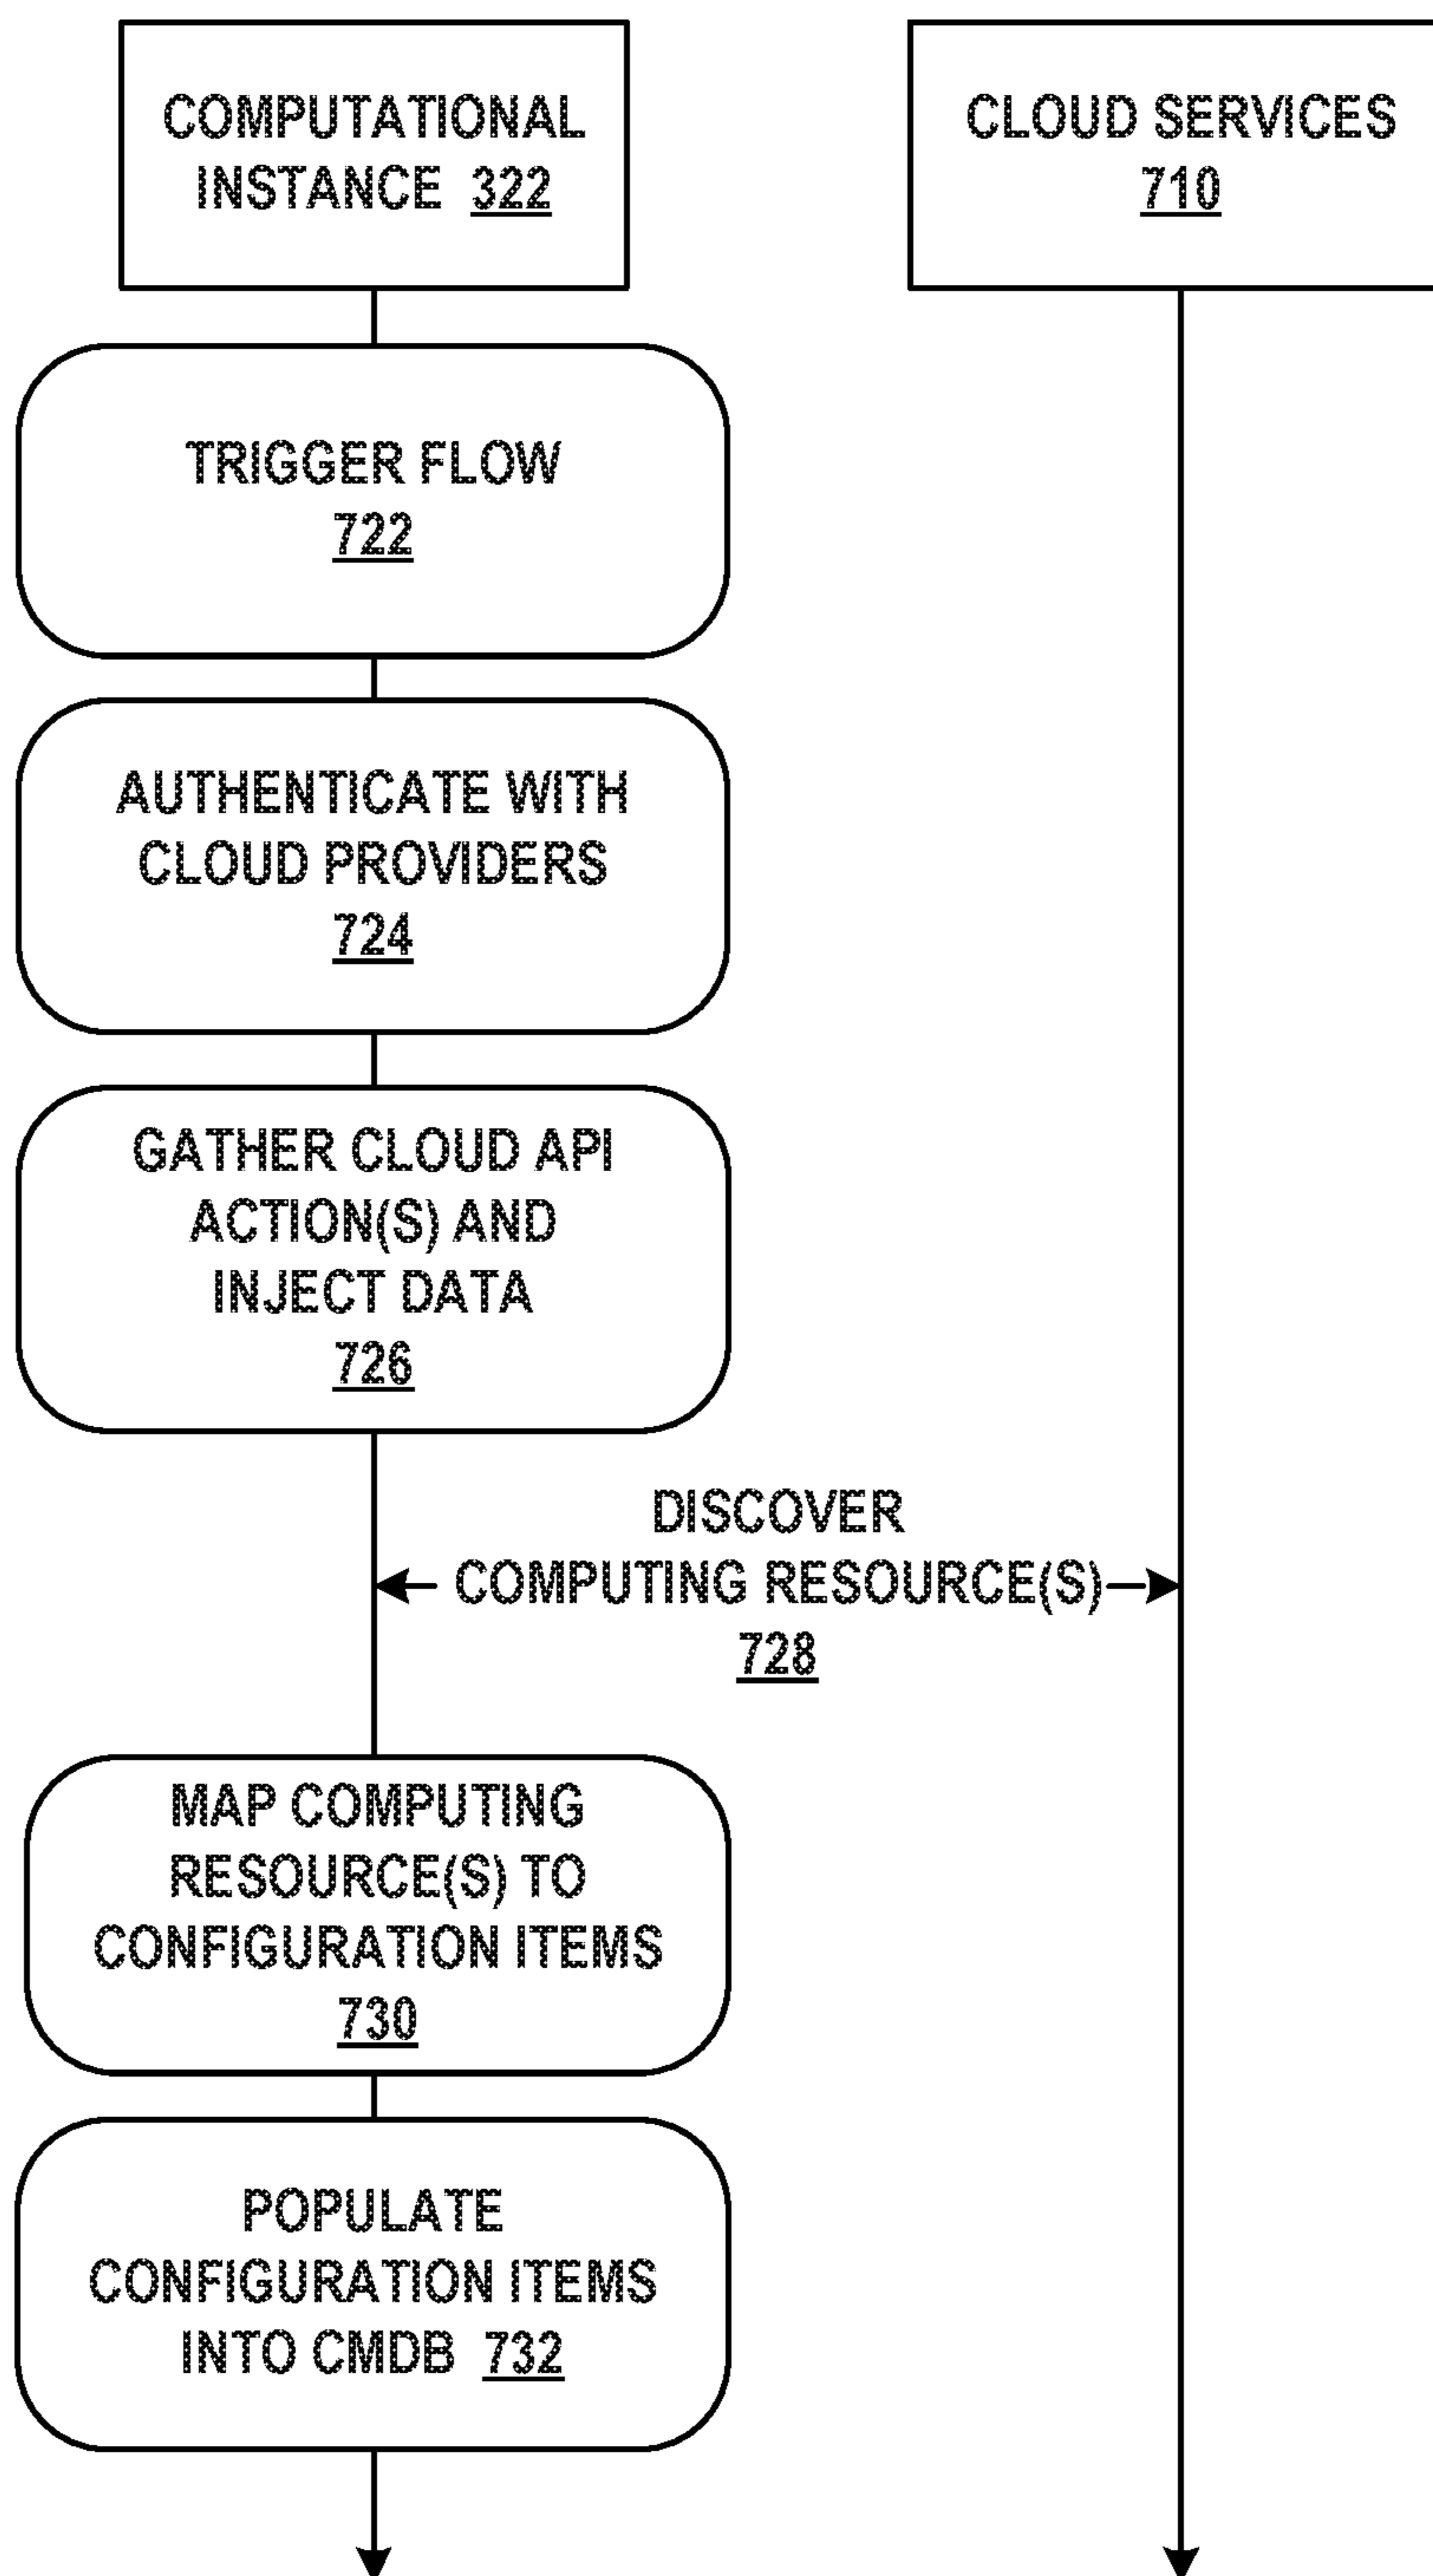 COMPUTATIONAL
INSTANCE 322
CLOUD SERVICES
710
TRIGGER FLOW
722
AUTHENTICATE WITH
CLOUD PROVIDERS
724
GATHER CLOUD API
ACTION(S) AND
INJECT DATA
726
DISCOVER
COMPUTING RESOURCE(S)
728
MAP COMPUTING
RESOURCE(S) TO
CONFIGURATION ITEMS
730
POPULATE
CONFIGURATION ITEMS
INTO CMDB 732